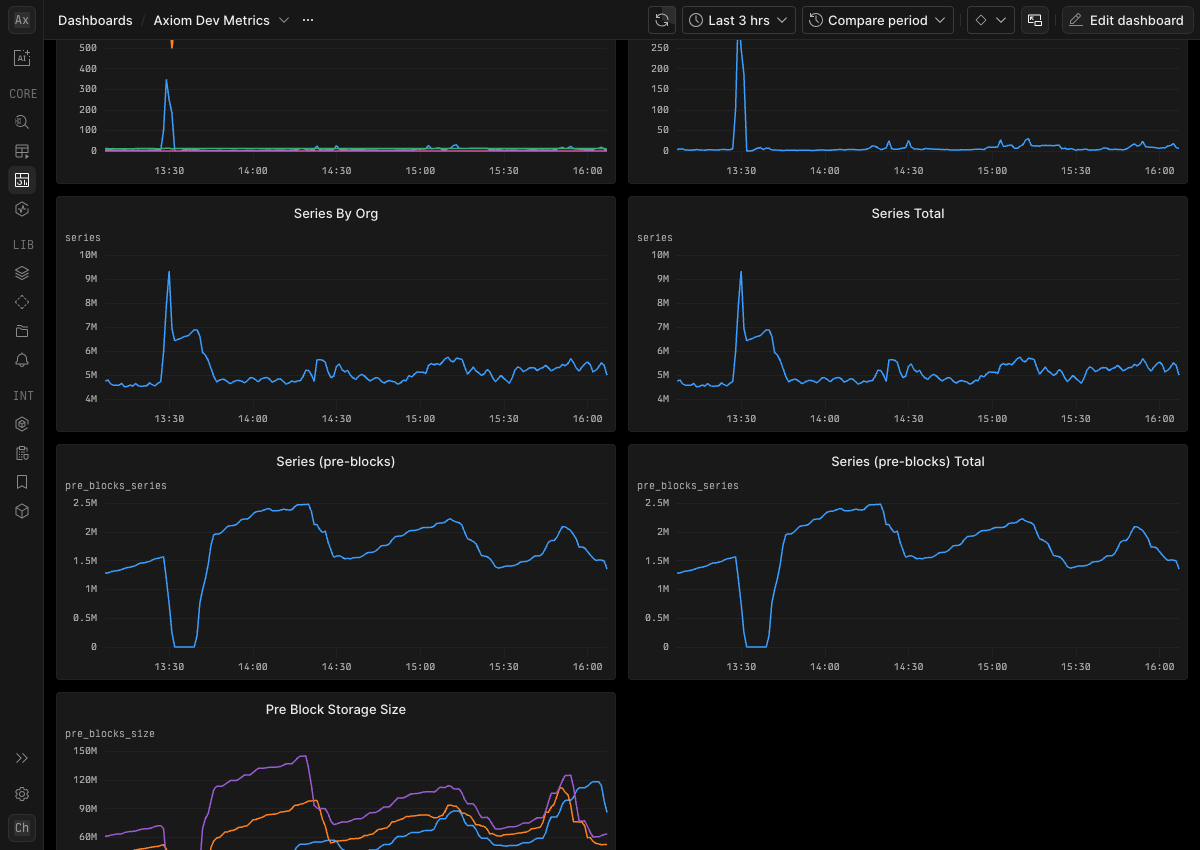 Ax
Dashboards / Axiom Dev Metrics ...
Last 3 hrs
Compare period
Edit dashboard
AI
CORE
LIB
INT
Ch
500
400
300
200
100
0
13:30 14:00 14:30 15:00 15:30 16:00
250
200
150
100
50
0
13:30 14:00 14:30 15:00 15:30 16:00
Series By Org
series
10M
9M
8M
7M
6M
5M
4M
13:30 14:00 14:30 15:00 15:30 16:00
Series Total
series
10M
9M
8M
7M
6M
5M
4M
13:30 14:00 14:30 15:00 15:30 16:00
Series (pre-blocks)
pre_blocks_series
2.5M
2M
1.5M
1M
0.5M
0
13:30 14:00 14:30 15:00 15:30 16:00
Series (pre-blocks) Total
pre_blocks_series
2.5M
2M
1.5M
1M
0.5M
0
13:30 14:00 14:30 15:00 15:30 16:00
Pre Block Storage Size
pre_blocks_size
150M
120M
90M
60M